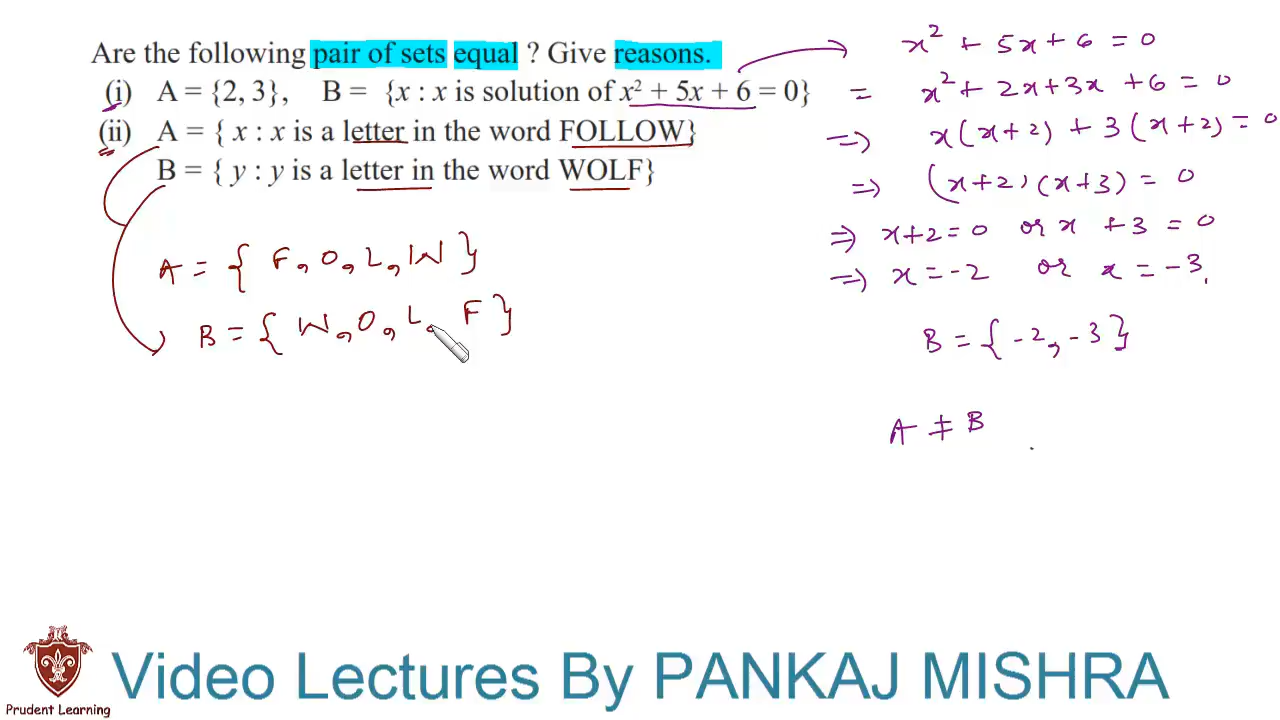 Are the following pair of sets equal ? Give reasons.
(i) A = {2, 3}, B = {x : x is solution of x² + 5x + 6 = 0}
(ii) A = { x : x is a letter in the word FOLLOW}
B = { y : y is a letter in the word WOLF}
A = { F, O, L, W }
B = { W, O, L, F }
x² + 5x + 6 = 0
= x² + 2x + 3x + 6 = 0
=> x(x+2) + 3(x+2) = 0
=> (x+2)(x+3) = 0
=> x+2 = 0 or x + 3 = 0
=> x = -2 or x = -3.
B = { -2, -3 }
A ≠ B
Prudent Learning
Video Lectures By PANKAJ MISHRA